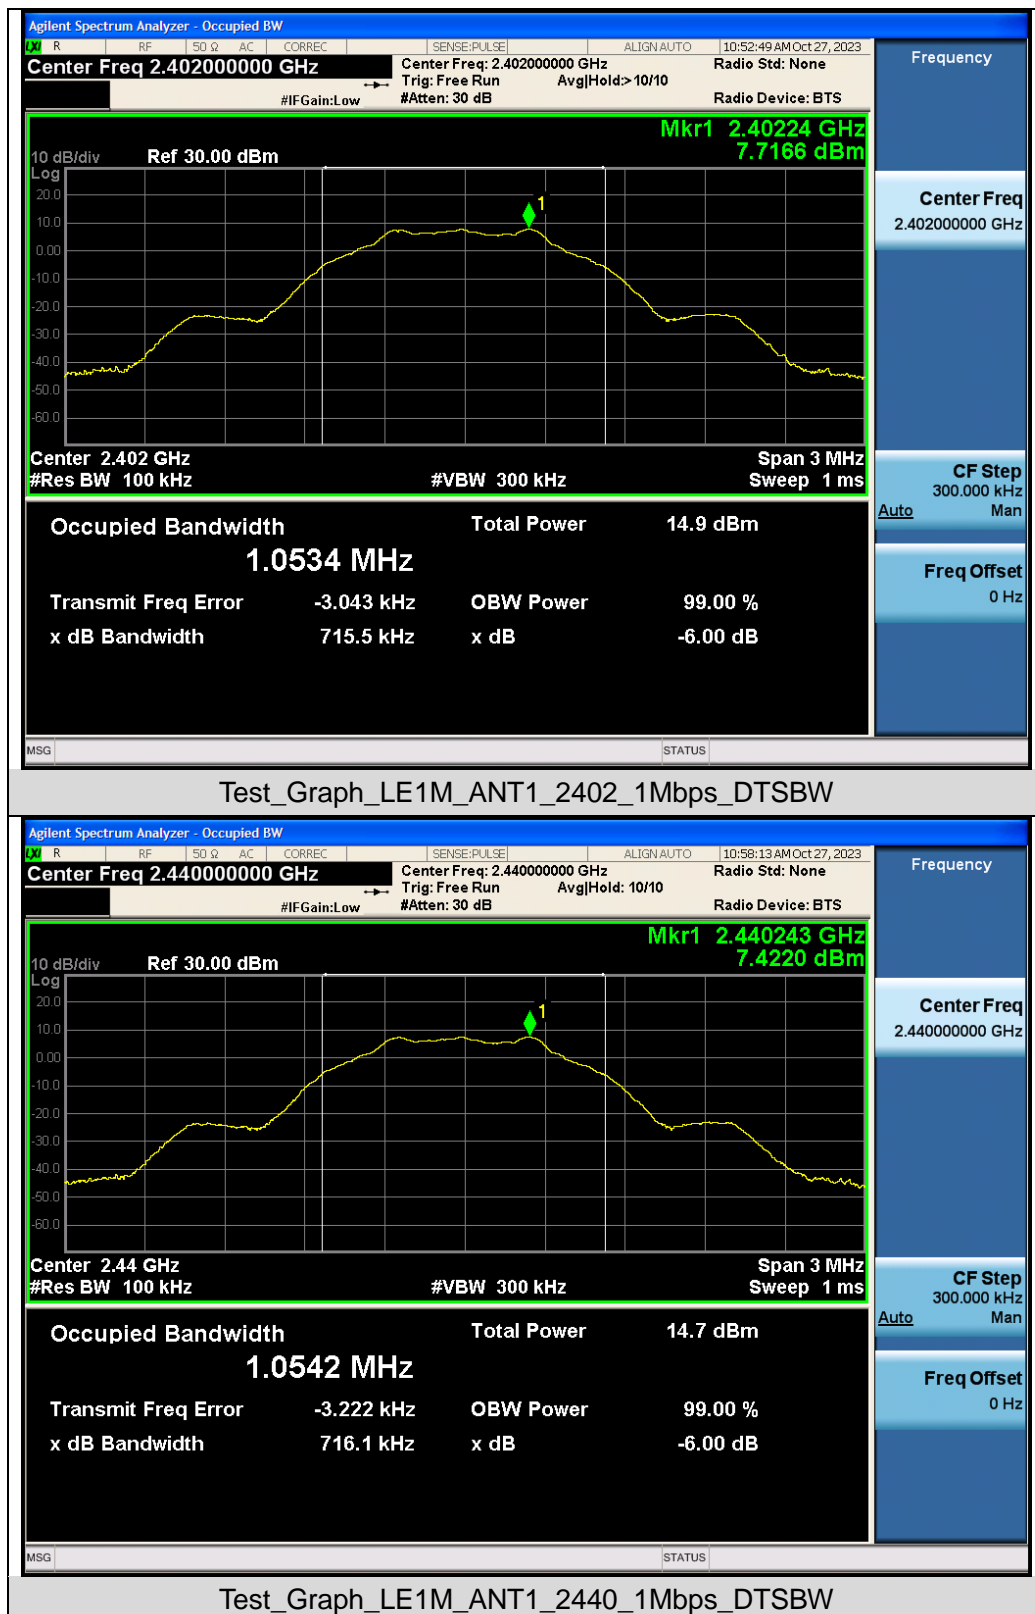 Agilent Spectrum Analyzer - Occupied BW
LXI R RF 50 Ω AC CORREC SENSE:PULSE ALIGN AUTO 10:52:49 AM Oct 27, 2023
Center Freq 2.402000000 GHz
Center Freq: 2.402000000 GHz
Radio Std: None
Trig: Free Run
Avg|Hold:>10/10
#IFGain:Low
#Atten: 30 dB
Radio Device: BTS
Mkr1 2.40224 GHz
7.7166 dBm
10 dB/div
Ref 30.00 dBm
Log
20.0
1
10.0
0.00
-10.0
-20.0
-30.0
-40.0
-50.0
-60.0
Center 2.402 GHz
Span 3 MHz
#Res BW 100 kHz
#VBW 300 kHz
Sweep 1 ms
Occupied Bandwidth
Total Power
14.9 dBm
1.0534 MHz
Transmit Freq Error
-3.043 kHz
OBW Power
99.00 %
x dB Bandwidth
715.5 kHz
x dB
-6.00 dB
MSG
STATUS
Frequency
Center Freq
2.402000000 GHz
CF Step
300.000 kHz
Auto Man
Freq Offset
0 Hz
Test_Graph_LE1M_ANT1_2402_1Mbps_DTSBW
Agilent Spectrum Analyzer - Occupied BW
LXI R RF 50 Ω AC CORREC SENSE:PULSE ALIGN AUTO 10:58:13 AM Oct 27, 2023
Center Freq 2.440000000 GHz
Center Freq: 2.440000000 GHz
Radio Std: None
Trig: Free Run
Avg|Hold: 10/10
#IFGain:Low
#Atten: 30 dB
Radio Device: BTS
Mkr1 2.440243 GHz
7.4220 dBm
10 dB/div
Ref 30.00 dBm
Log
20.0
1
10.0
0.00
-10.0
-20.0
-30.0
-40.0
-50.0
-60.0
Center 2.44 GHz
Span 3 MHz
#Res BW 100 kHz
#VBW 300 kHz
Sweep 1 ms
Occupied Bandwidth
Total Power
14.7 dBm
1.0542 MHz
Transmit Freq Error
-3.222 kHz
OBW Power
99.00 %
x dB Bandwidth
716.1 kHz
x dB
-6.00 dB
MSG
STATUS
Frequency
Center Freq
2.440000000 GHz
CF Step
300.000 kHz
Auto Man
Freq Offset
0 Hz
Test_Graph_LE1M_ANT1_2440_1Mbps_DTSBW